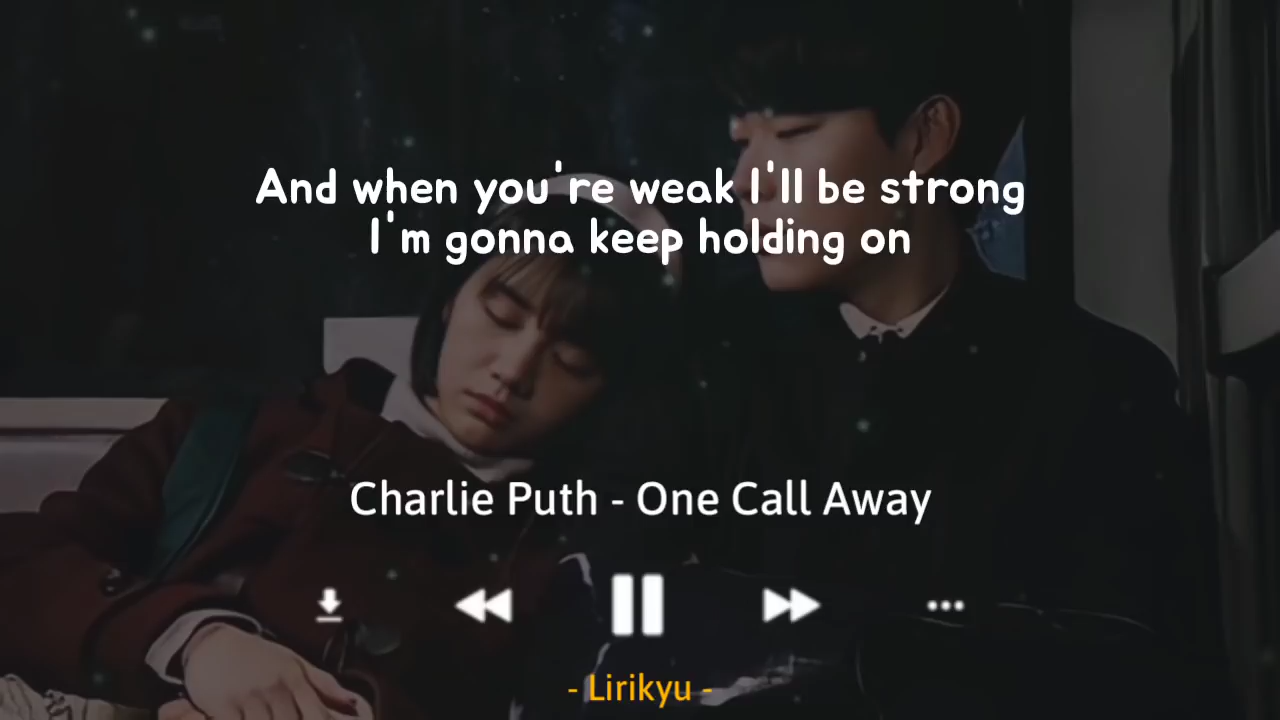 And when you're weak I'll be strong
I'm gonna keep holding on
Charlie Puth - One Call Away
- Lirikyu -